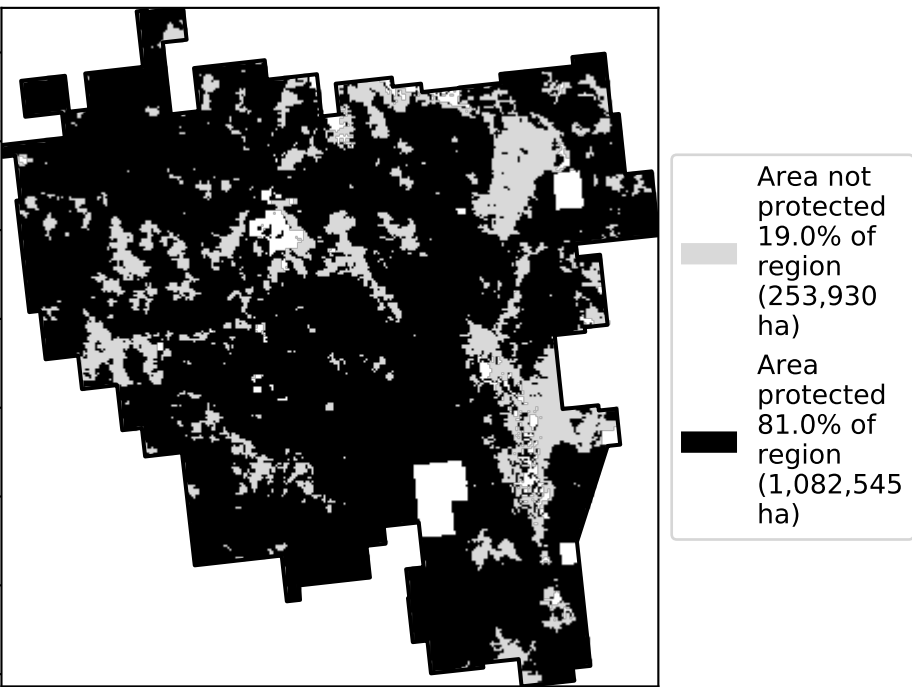 Area not
protected
19.0% of
region
(253,930
ha)
Area
protected
81.0% of
region
(1,082,545
ha)